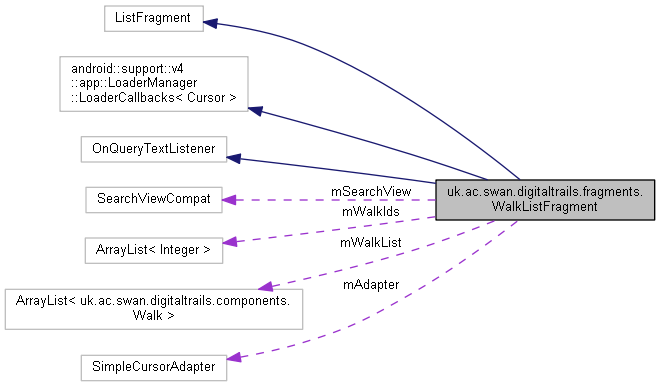 ListFragment
android::support::v4
::app::LoaderManager
::LoaderCallbacks< Cursor >
OnQueryTextListener
uk.ac.swan.digitaltrails.fragments.
WalkListFragment
mSearchView
SearchViewCompat
mWalkIds
ArrayList< Integer >
mWalkList
ArrayList< uk.ac.swan.digitaltrails.components.
Walk >
mAdapter
SimpleCursorAdapter